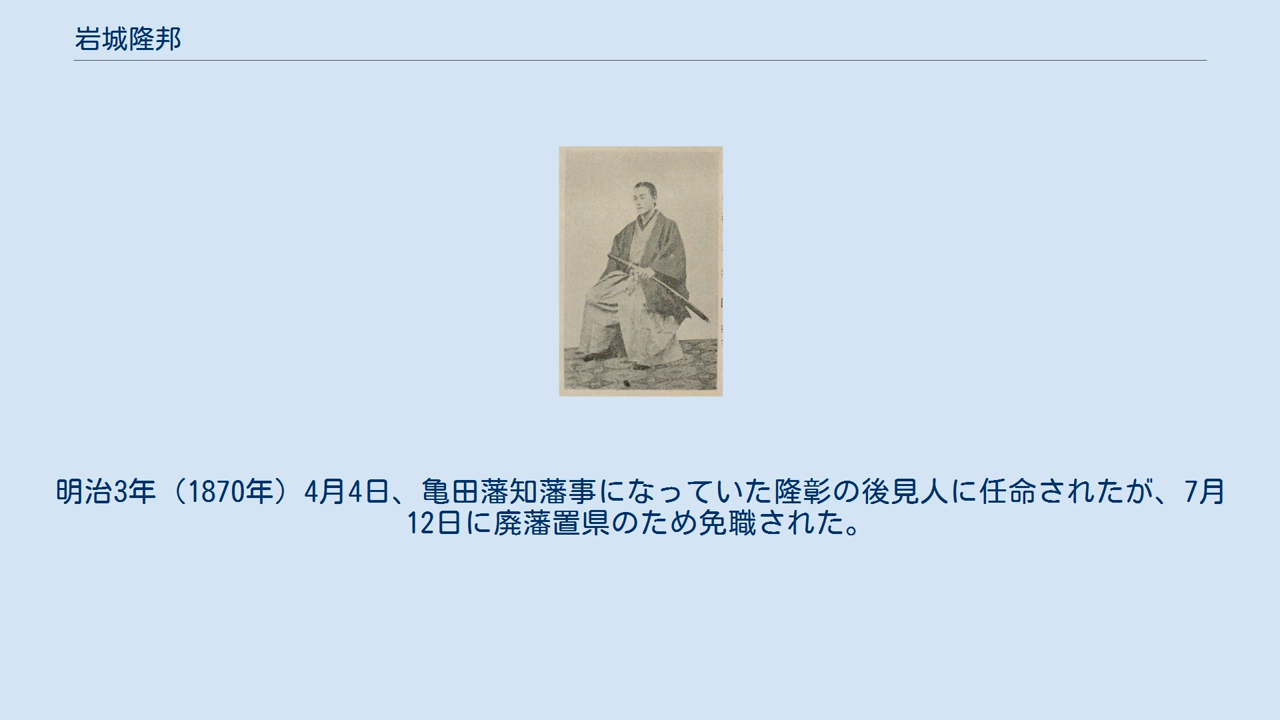 岩城隆邦
明治3年（1870年）4月4日、亀田藩知藩事になっていた隆彰の後見人に任命されたが、7月
12日に廃藩置県のため免職された。